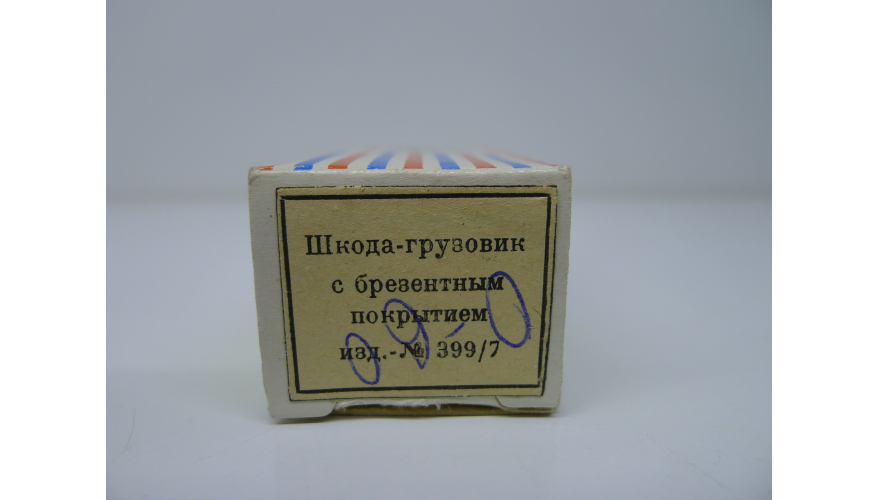 Шкода-грузовик
с брезентным
покрытием
изд.-№ 399/7